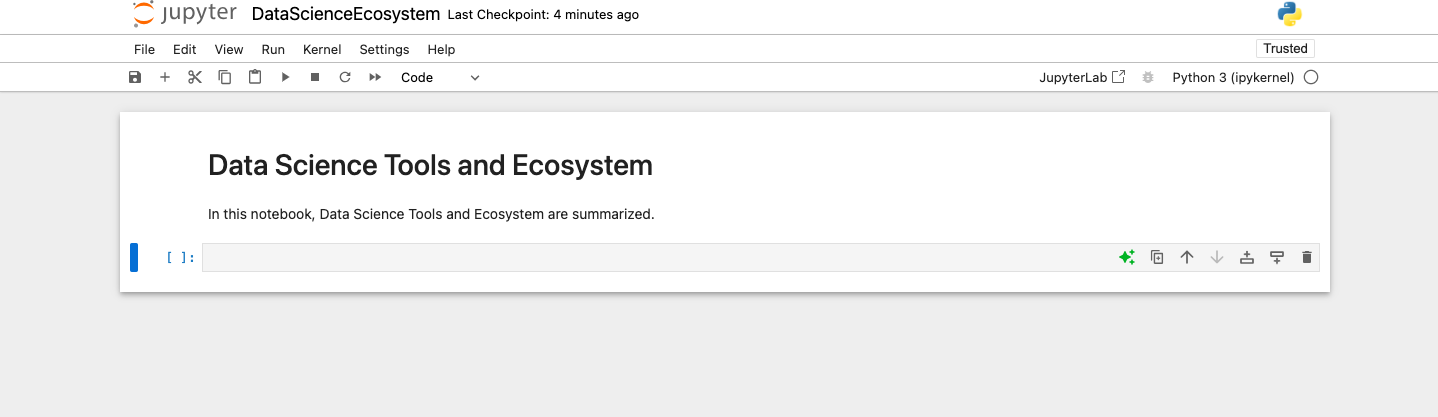 jupyter DataScienceEcosystem Last Checkpoint: 4 minutes ago
File Edit View Run Kernel Settings Help Trusted
Code JupyterLab Python 3 (ipykernel)
Data Science Tools and Ecosystem
In this notebook, Data Science Tools and Ecosystem are summarized.
[ ]: